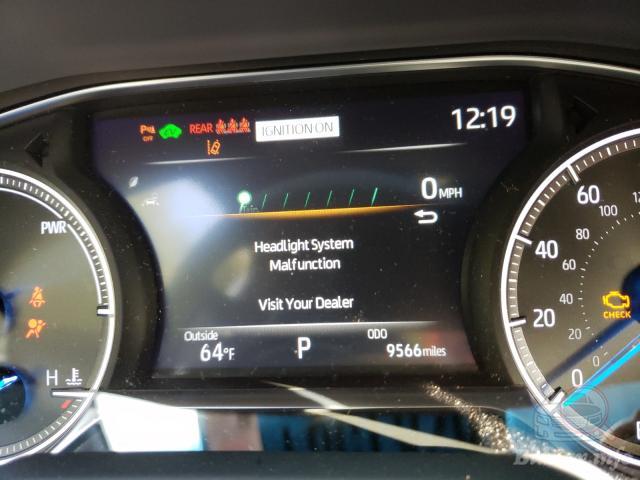 P OFF REAR IGNITION ON 12:19
0 MPH
Headlight System
Malfunction
Visit Your Dealer
Outside
64°F
P
ODO
9566 miles
PWR
H
60
40
20
0
100
80
60
40
20
0
CHECK